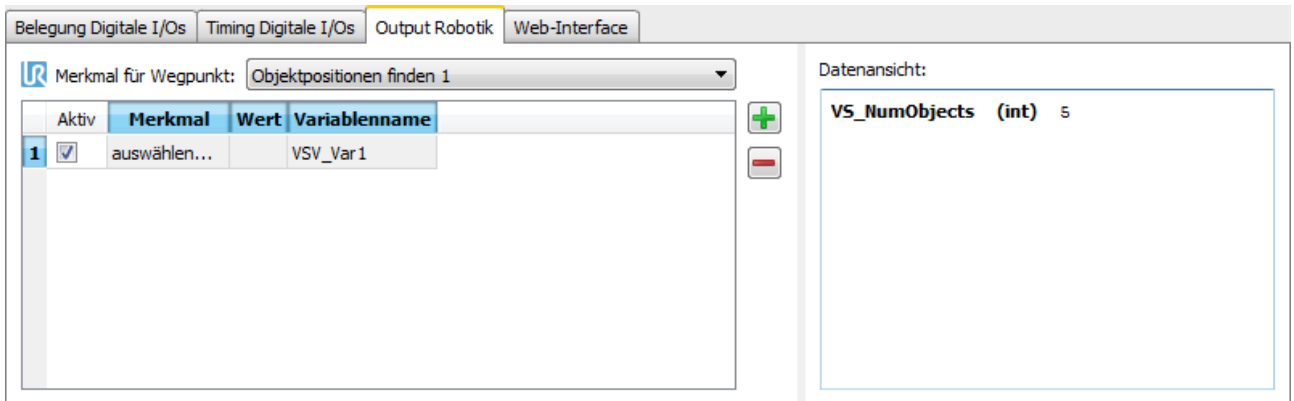 Belegung Digitale I/Os Timing Digitale I/Os Output Robotik Web-Interface
UR Merkmal für Wegpunkt: Objektpositionen finden 1
Aktiv Merkmal Wert Variablenname
1 auswählen... VSV_Var1
Datenansicht:
VS_NumObjects (int) 5